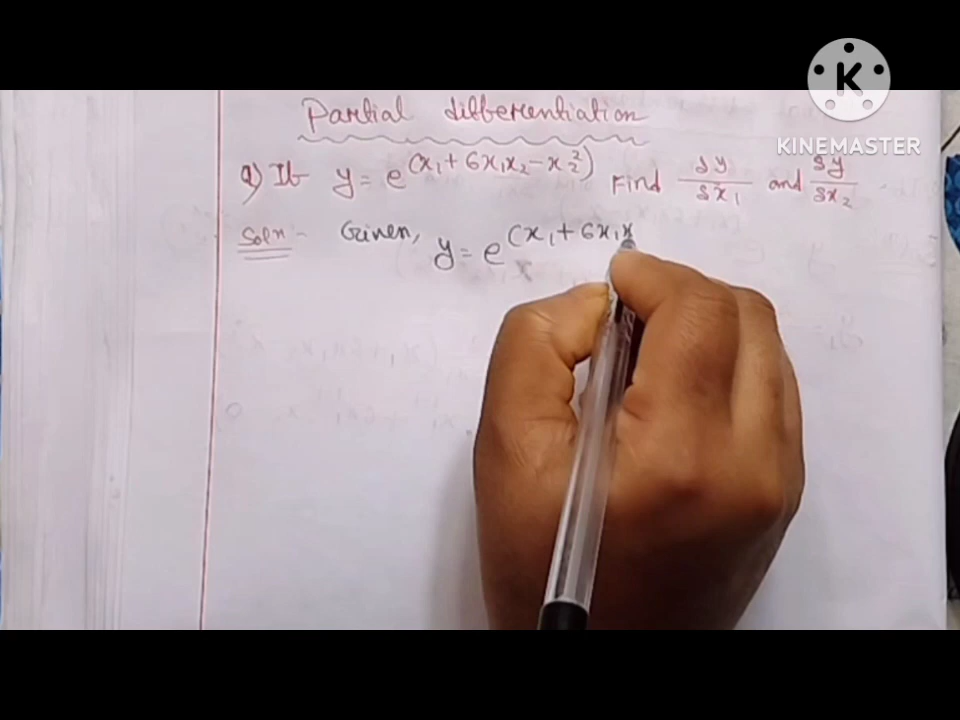 K
KINEMASTER
Partial differentiation
Q) If y = e^(x₁ + 6x₁x₂ - x₂²) Find δy/δx₁ and δy/δx₂
Soln - Given, y = e^(x₁ + 6x₁x